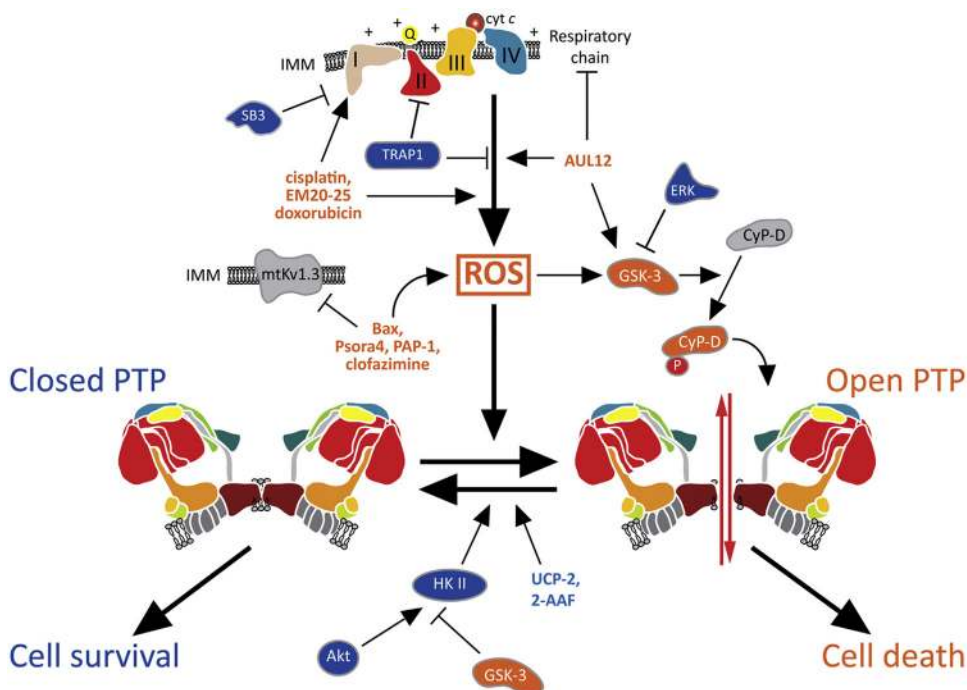 +
+
Q
+
cyt c
+
Respiratory
chain
IMM
I
II
III
IV
SB3
TRAP1
AUL12
cisplatin,
EM20-25
doxorubicin
ERK
CyP-D
IMM
mtKv1.3
ROS
GSK-3
Bax,
Psora4, PAP-1,
clofazimine
CyP-D
P
Closed PTP
Open PTP
HK II
UCP-2,
2-AAF
Akt
GSK-3
Cell survival
Cell death